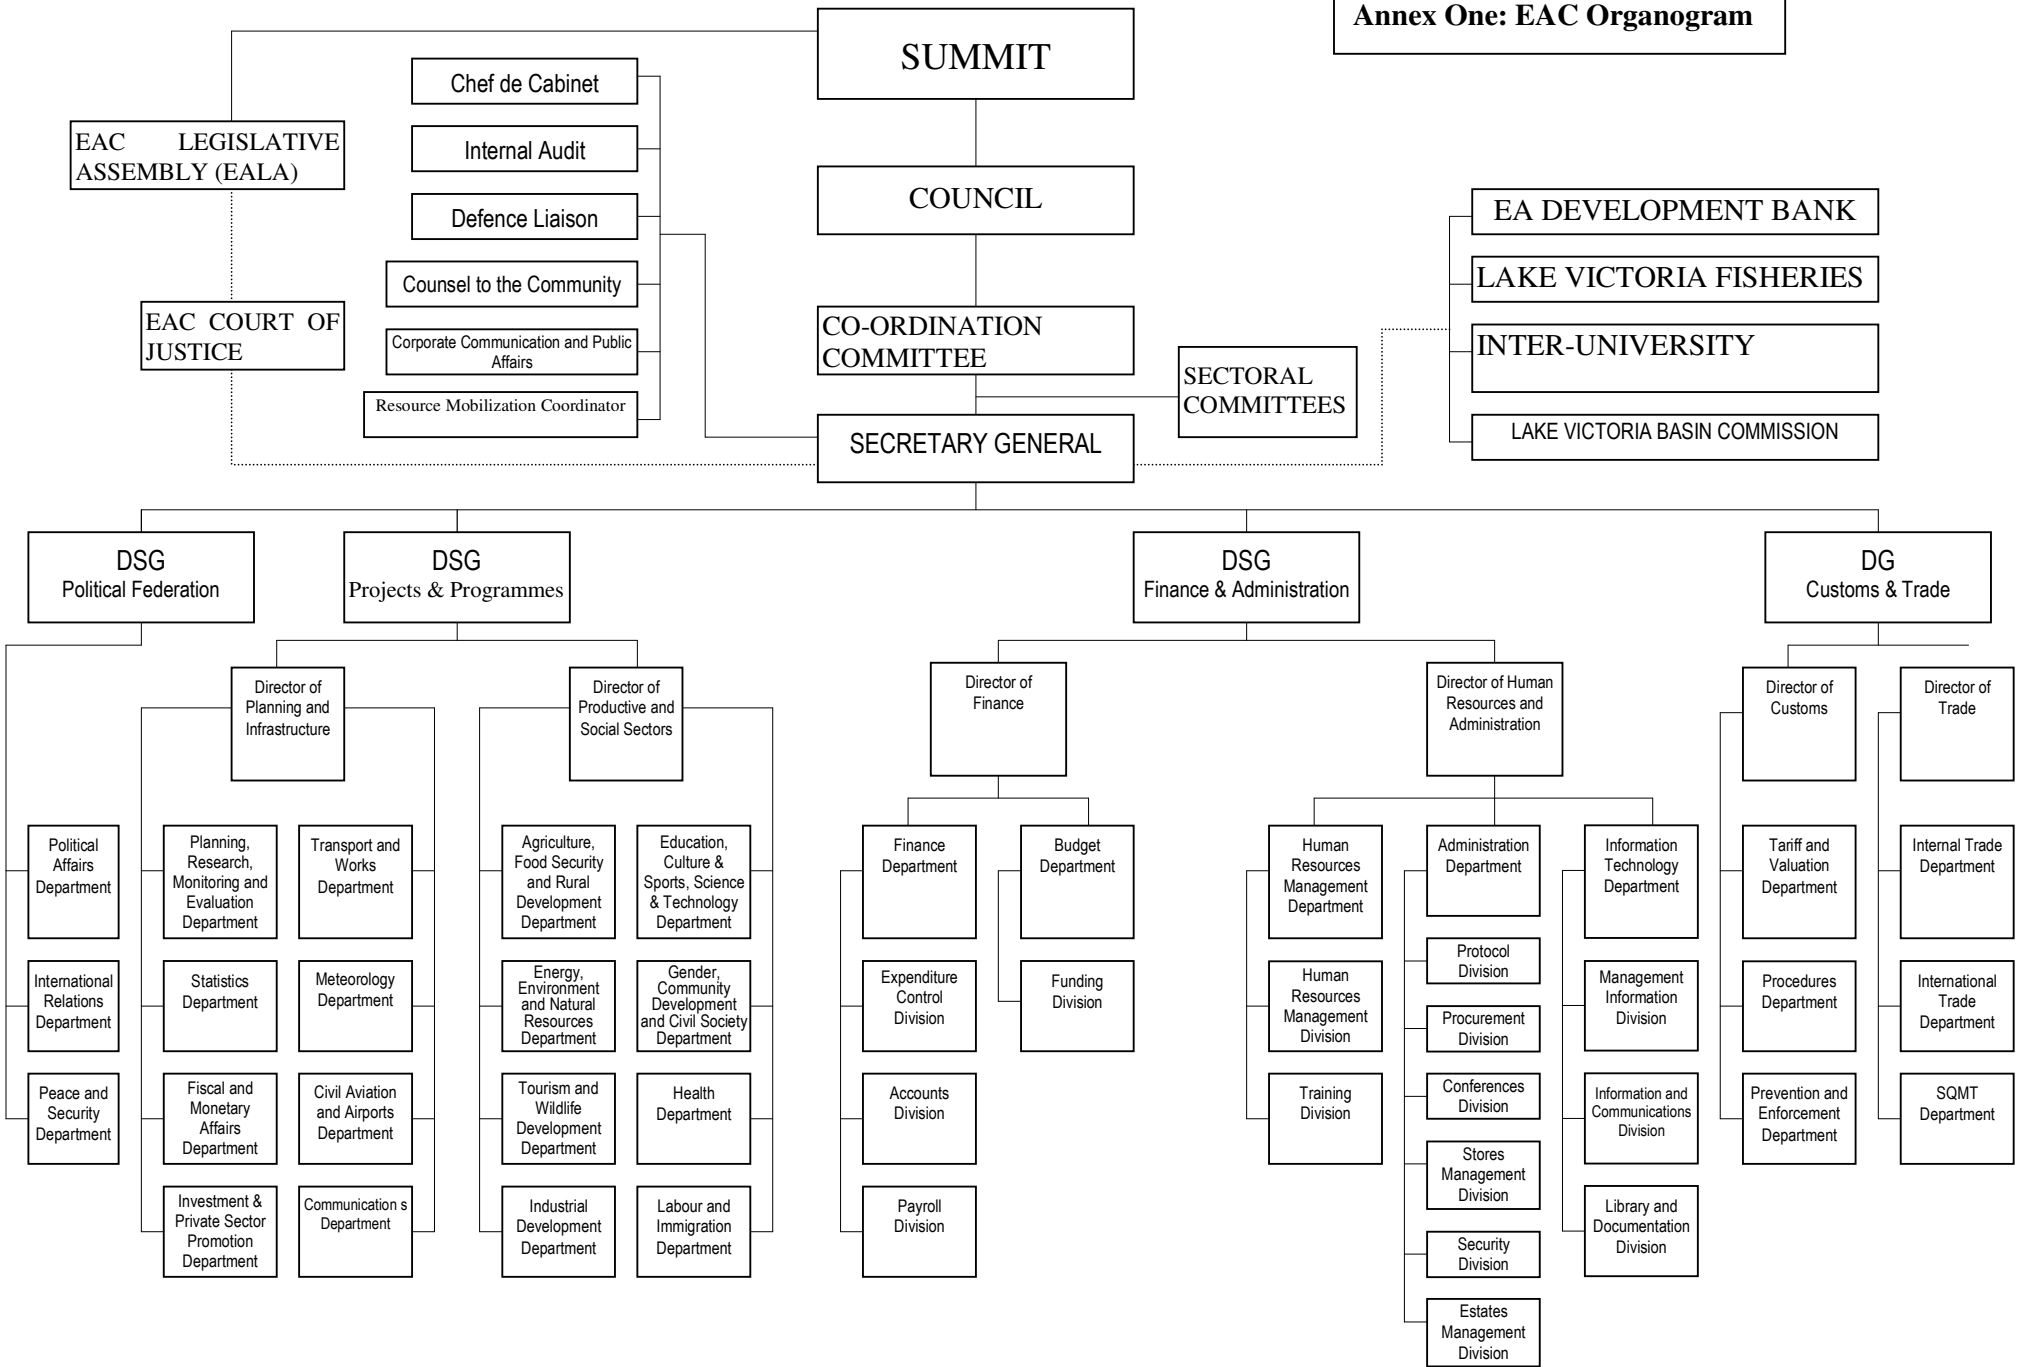 Annex One: EAC Organogram
SUMMIT
Chef de Cabinet
EAC LEGISLATIVE
ASSEMBLY (EALA)
Internal Audit
COUNCIL
Defence Liaison
EA DEVELOPMENT BANK
Counsel to the Community
LAKE VICTORIA FISHERIES
EAC COURT OF
JUSTICE
CO-ORDINATION
COMMITTEE
Corporate Communication and Public
Affairs
INTER-UNIVERSITY
SECTORAL
COMMITTEES
Resource Mobilization Coordinator
SECRETARY GENERAL
LAKE VICTORIA BASIN COMMISSION
DSG
Political Federation
DSG
Projects & Programmes
DSG
Finance & Administration
DG
Customs & Trade
Director of
Planning and
Infrastructure
Director of
Productive and
Social Sectors
Director of
Finance
Director of Human
Resources and
Administration
Director of
Customs
Director of
Trade
Political
Affairs
Department
Planning,
Research,
Monitoring and
Evaluation
Department
Transport and
Works
Department
Agriculture,
Food Security
and Rural
Development
Department
Education,
Culture &
Sports, Science
& Technology
Department
Finance
Department
Budget
Department
Human
Resources
Management
Department
Administration
Department
Information
Technology
Department
Tariff and
Valuation
Department
Internal Trade
Department
Protocol
Division
International
Relations
Department
Statistics
Department
Meteorology
Department
Energy,
Environment
and Natural
Resources
Department
Gender,
Community
Development
and Civil Society
Department
Expenditure
Control
Division
Funding
Division
Human
Resources
Management
Division
Procurement
Division
Management
Information
Division
Procedures
Department
International
Trade
Department
Peace and
Security
Department
Fiscal and
Monetary
Affairs
Department
Civil Aviation
and Airports
Department
Tourism and
Wildlife
Development
Department
Health
Department
Accounts
Division
Training
Division
Conferences
Division
Information and
Communications
Division
Prevention and
Enforcement
Department
SQMT
Department
Stores
Management
Division
Investment &
Private Sector
Promotion
Department
Communication s
Department
Industrial
Development
Department
Labour and
Immigration
Department
Payroll
Division
Security
Division
Library and
Documentation
Division
Estates
Management
Division